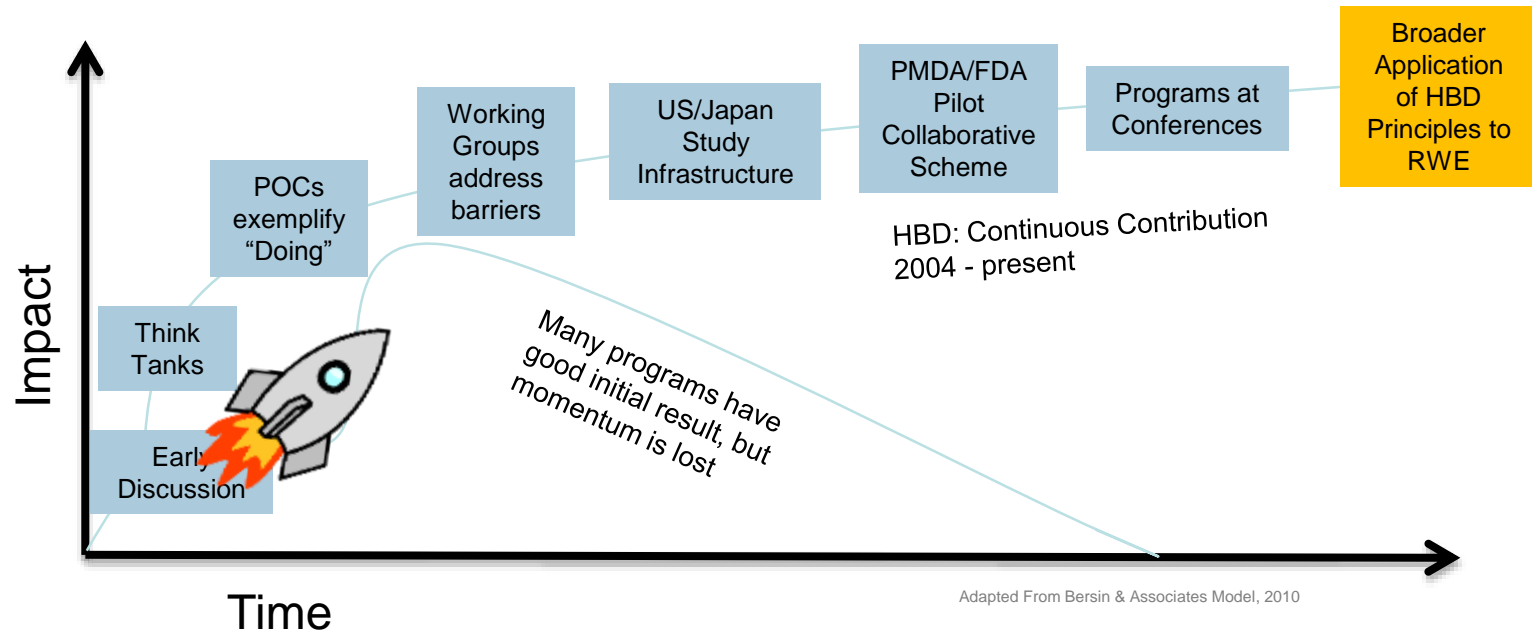 Broader
Application
of HBD
Principles to
RWE
PMDA/FDA
Pilot
Collaborative
Scheme
Programs at
Conferences
Working
Groups
address
barriers
US/Japan
Study
Infrastructure
POCs
exemplify
“Doing”
HBD: Continuous Contribution
2004 - present
Think
Tanks
Many programs have
good initial result, but
momentum is lost
Early
Discussion
Impact
Time
Adapted From Bersin & Associates Model, 2010